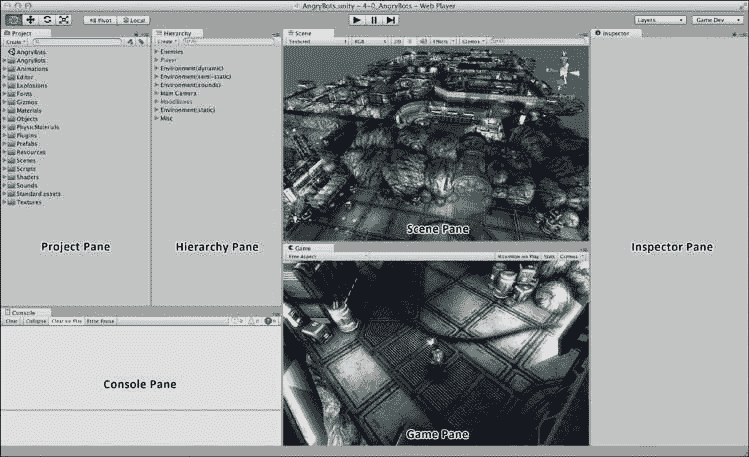 AngryBots.unity - 4-0_AngryBots - Web Player
Pivot
Local
Layers
Game Dev
Project
Create
AngryBots
AngryBots
Animations
Editor
Explosions
Fonts
Gizmos
Materials
Objects
PhysicMaterials
Plugins
Prefabs
Resources
Scenes
Scripts
Shaders
Sounds
Standard assets
Textures
Project Pane
Hierarchy
Create
Enemies
Player
Environment(dynamic)
Environment(semi-static)
Environment(sounds)
Main Camera
MoodBoxes
Environment(static)
Misc
Hierarchy Pane
Scene
Textured
RGB
2D
Effects
Gizmos
Scene Pane
Game
Free Aspect
Maximize on Play
Stats
Gizmos
Game Pane
Inspector
Inspector Pane
Console
Clear
Collapse
Clear on Play
Error Pause
Console Pane